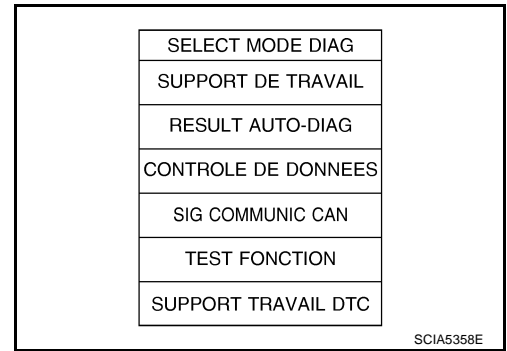 SELECT MODE DIAG
SUPPORT DE TRAVAIL
RESULT AUTO-DIAG
CONTROLE DE DONNEES
SIG COMMUNIC CAN
TEST FONCTION
SUPPORT TRAVAIL DTC
SCIA5358E